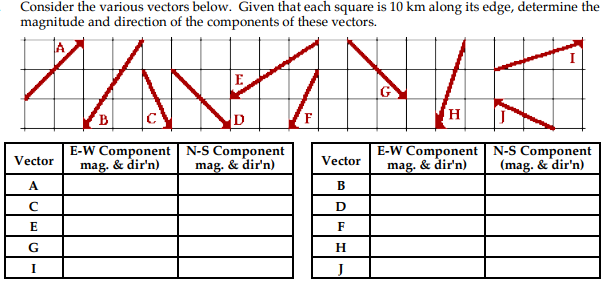 Consider the various vectors below. Given that each square is 10 km along its edge, determine the
magnitude and direction of the components of these vectors.
A
B
C
D
E
F
G
H
I
J
Vector
E-W Component
mag. & dir'n)
N-S Component
mag. & dir'n)
A
C
E
G
I
Vector
E-W Component
mag. & dir'n)
N-S Component
(mag. & dir'n)
B
D
F
H
J